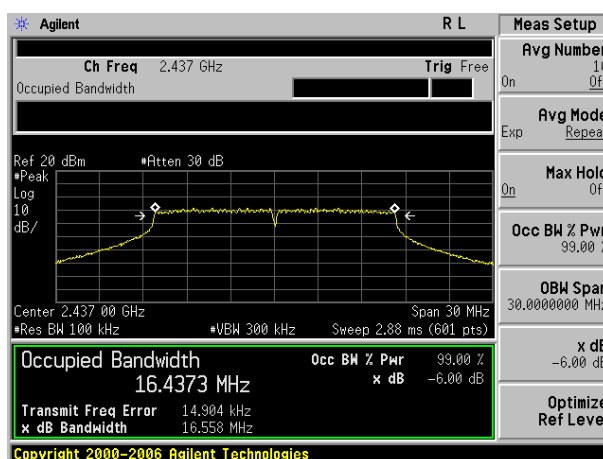 Agilent R L Meas Setup
Ch Freq 2.437 GHz Trig Free
Occupied Bandwidth
Avg Number
10
On Of
Avg Mode
Exp Repea
Ref 20 dBm #Atten 30 dB
#Peak
Log
10
dB/
Max Hold
On Of
Occ BW % Pwr
99.00 %
OBW Span
30.0000000 MHz
Center 2.437 00 GHz Span 30 MHz
#Res BW 100 kHz #VBW 300 kHz Sweep 2.88 ms (601 pts)
x dB
-6.00 dB
Optimize
Ref Level
Occupied Bandwidth Occ BW % Pwr 99.00 %
16.4373 MHz x dB -6.00 dB
Transmit Freq Error 14.904 kHz
x dB Bandwidth 16.558 MHz
Copyright 2000-2006 Agilent Technologies